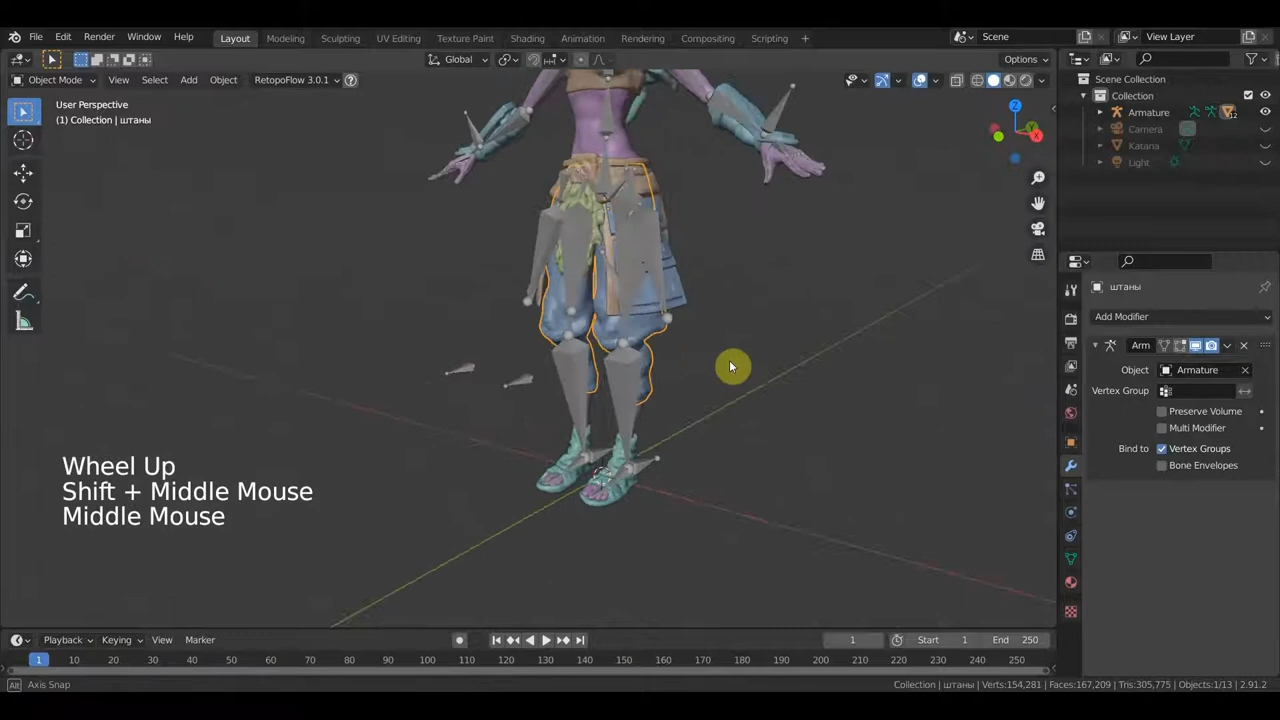 File Edit Render Window Help
Layout Modeling Sculpting UV Editing Texture Paint Shading Animation Rendering Compositing Scripting +
Scene
View Layer
Global
Options
Object Mode View Select Add Object RetopoFlow 3.0.1
User Perspective
(1) Collection | штаны
Z
X
Scene Collection
Collection
Armature
12
Camera
Katana
Light
штаны
Add Modifier
Arm
Object Armature
Vertex Group
Preserve Volume
Multi Modifier
Bind to Vertex Groups
Bone Envelopes
Wheel Up
Shift + Middle Mouse
Middle Mouse
Playback Keying View Marker
1 Start 1 End 250
1 10 20 30 40 50 60 70 80 90 100 110 120 130 140 150 160 170 180 190 200 210 220 230 240 250
Alt Axis Snap
Collection | штаны | Verts:154,281 | Faces:167,209 | Tris:305,775 | Objects:1/13 | 2.91.2